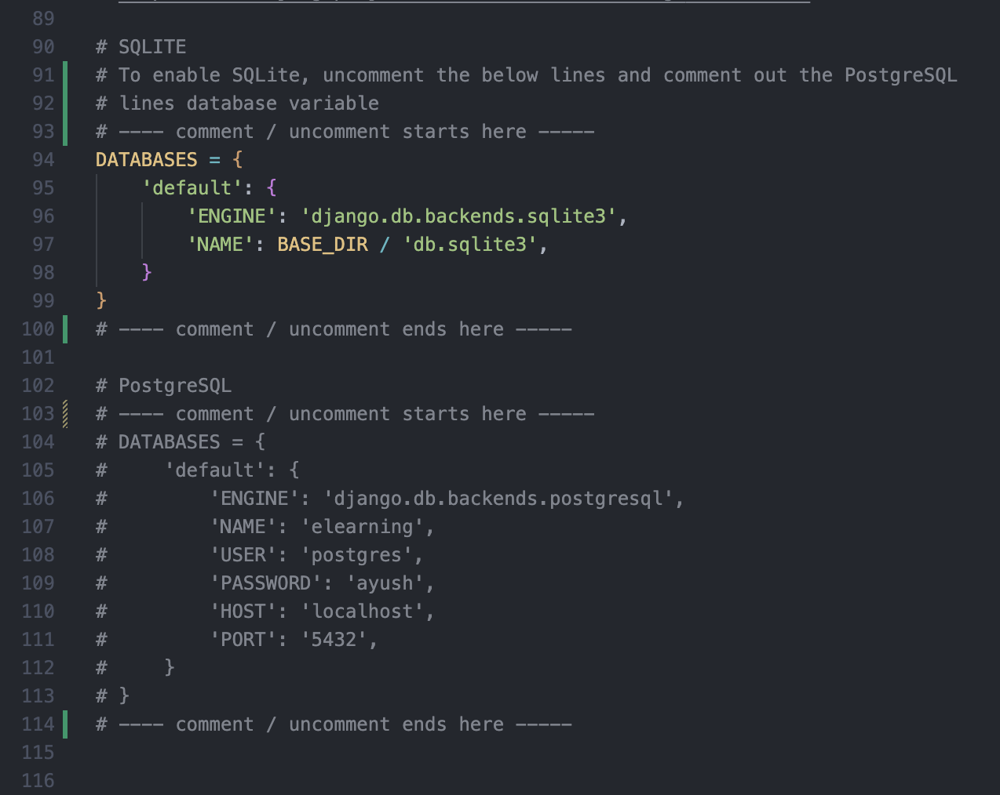 89
90 # SQLITE
91 # To enable SQLite, uncomment the below lines and comment out the PostgreSQL
92 # lines database variable
93 # ---- comment / uncomment starts here -----
94 DATABASES = {
95     'default': {
96         'ENGINE': 'django.db.backends.sqlite3',
97         'NAME': BASE_DIR / 'db.sqlite3',
98     }
99 }
100 # ---- comment / uncomment ends here -----
101
102 # PostgreSQL
103 # ---- comment / uncomment starts here -----
104 # DATABASES = {
105 #     'default': {
106 #         'ENGINE': 'django.db.backends.postgresql',
107 #         'NAME': 'elearning',
108 #         'USER': 'postgres',
109 #         'PASSWORD': 'ayush',
110 #         'HOST': 'localhost',
111 #         'PORT': '5432',
112 #     }
113 # }
114 # ---- comment / uncomment ends here -----
115
116